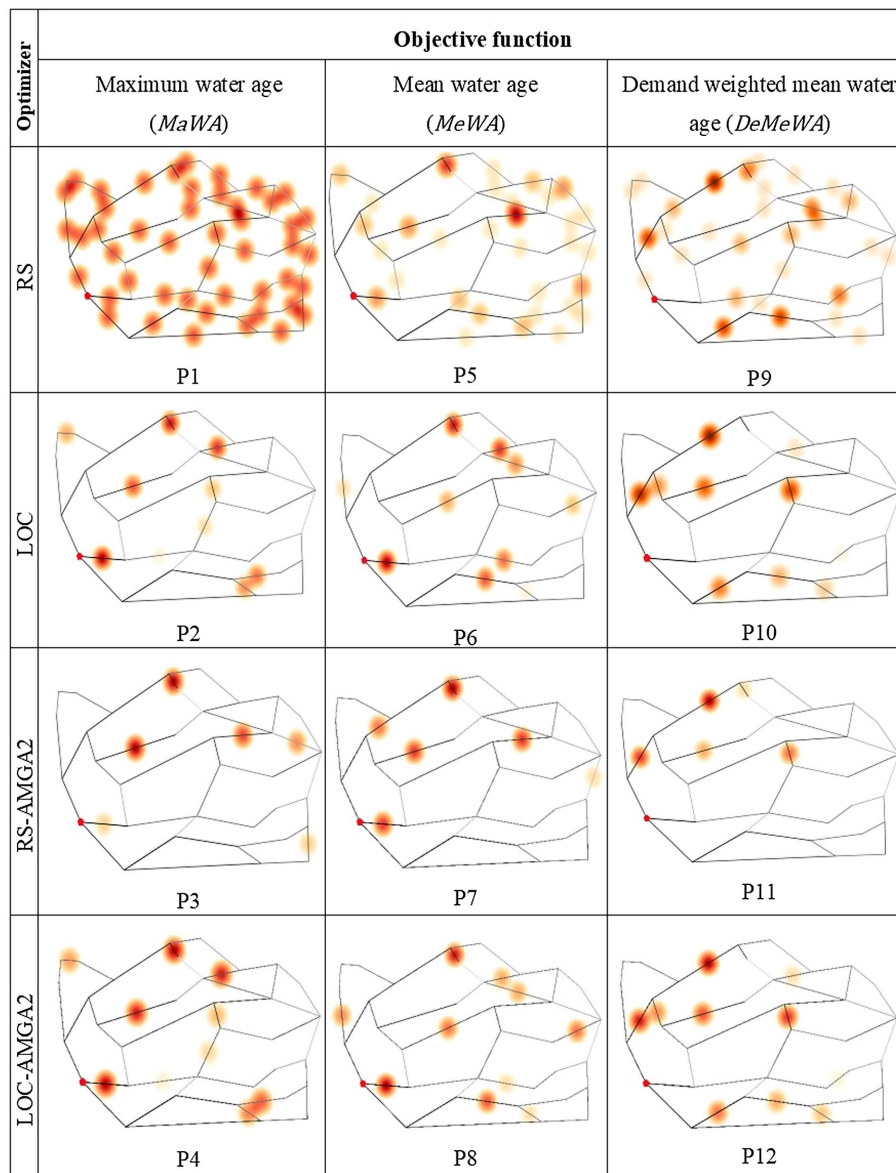 Optimizer
Objective function
Maximum water age
(MaWA)
Mean water age
(MeWA)
Demand weighted mean water
age (DeMeWA)
RS
P1
P5
P9
LOC
P2
P6
P10
RS-AMGA2
P3
P7
P11
LOC-AMGA2
P4
P8
P12